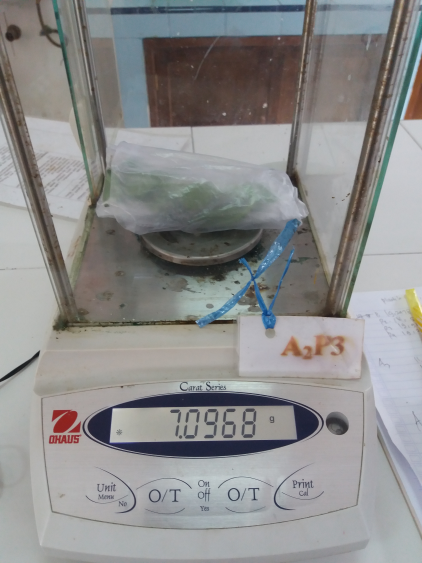 A₂P3
Carat Series
OHAUS
7.0968 g
Unit
Menu
No
O/T
On
Off
Yes
O/T
Print
Cal